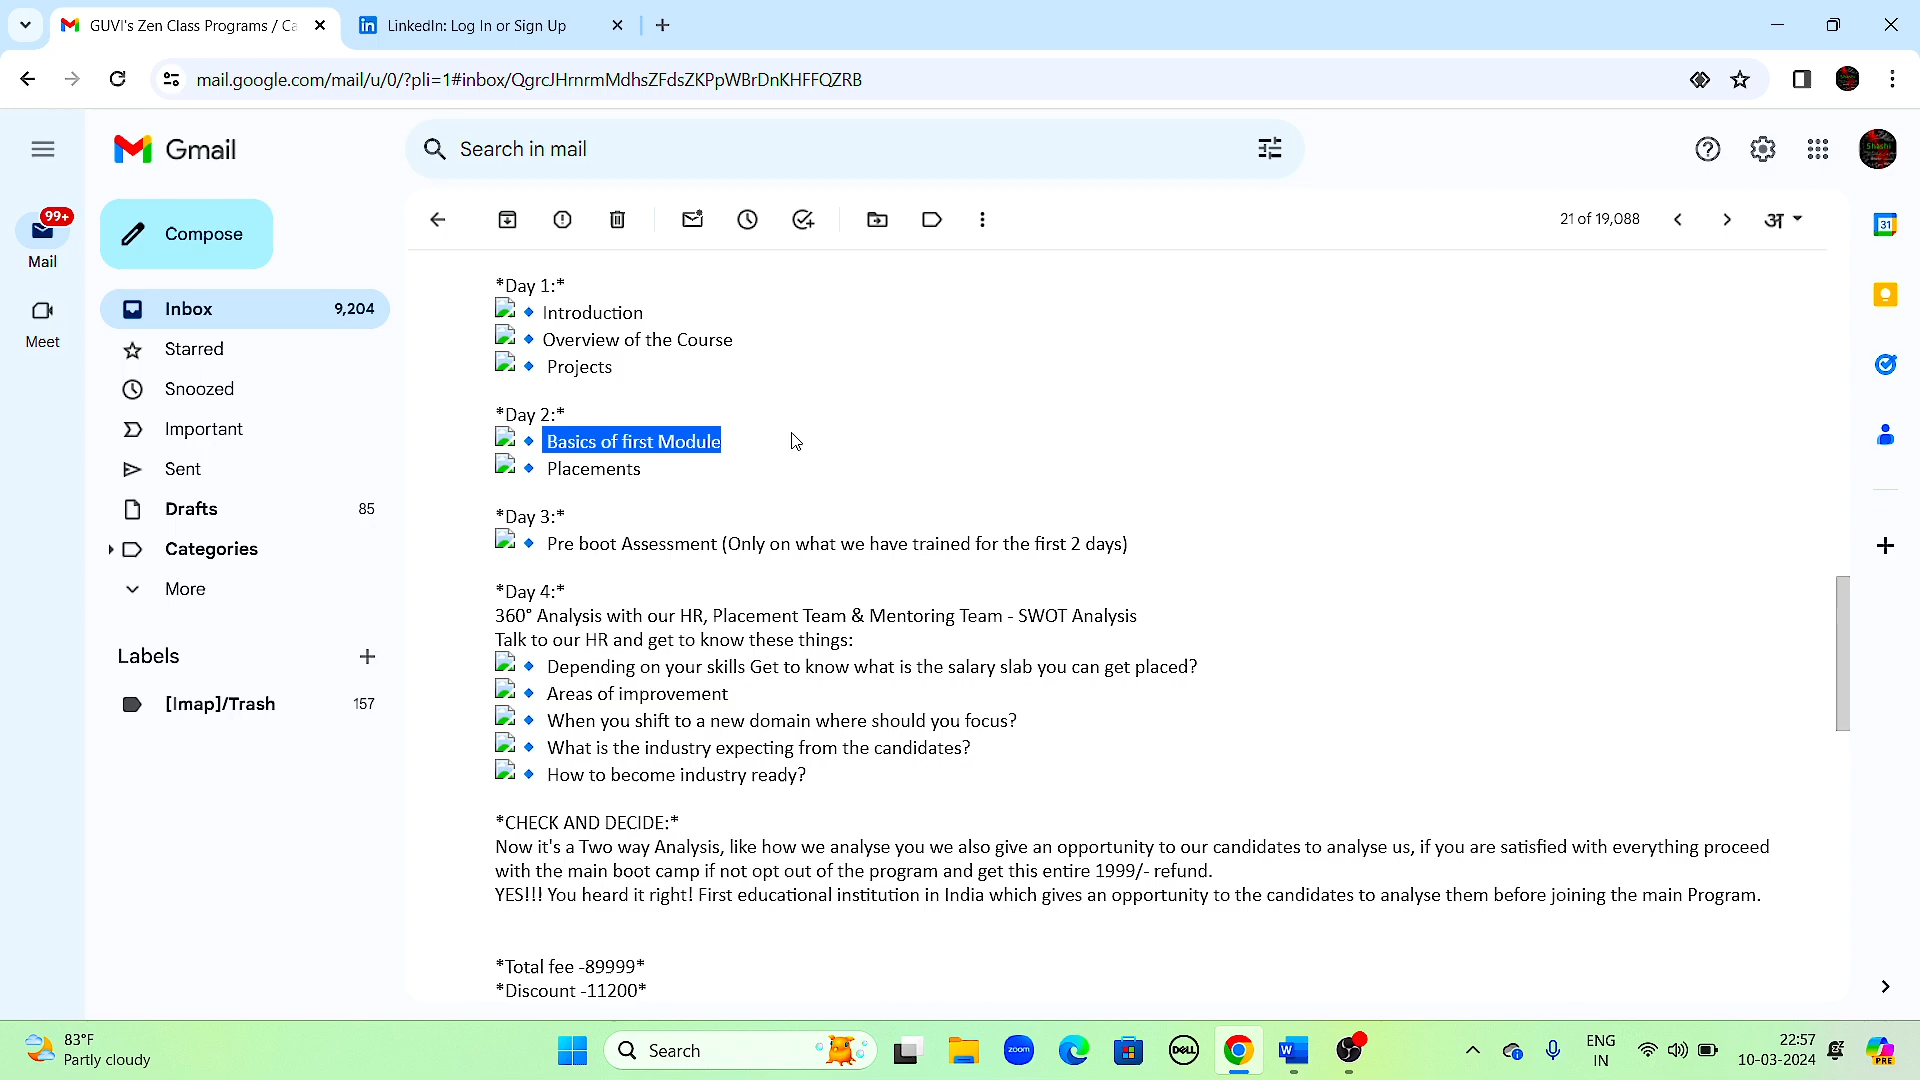 GUVI's Zen Class Programs / Ca
LinkedIn: Log In or Sign Up
mail.google.com/mail/u/0/?pli=1#inbox/QgrcJHrnrmMdhsZFdsZKPpWBrDnKHFFQZRB
99+
Mail
Meet
Gmail
Search in mail
Shashi
Compose
Inbox 9,204
Starred
Snoozed
Important
Sent
Drafts 85
Categories
More
Labels
[Imap]/Trash 157
21 of 19,088
अ
31
*Day 1:*
Introduction
Overview of the Course
Projects
*Day 2:*
Basics of first Module
Placements
*Day 3:*
Pre boot Assessment (Only on what we have trained for the first 2 days)
*Day 4:*
360° Analysis with our HR, Placement Team & Mentoring Team - SWOT Analysis
Talk to our HR and get to know these things:
Depending on your skills Get to know what is the salary slab you can get placed?
Areas of improvement
When you shift to a new domain where should you focus?
What is the industry expecting from the candidates?
How to become industry ready?
*CHECK AND DECIDE:*
Now it's a Two way Analysis, like how we analyse you we also give an opportunity to our candidates to analyse us, if you are satisfied with everything proceed
with the main boot camp if not opt out of the program and get this entire 1999/- refund.
YES!!! You heard it right! First educational institution in India which gives an opportunity to the candidates to analyse them before joining the main Program.
*Total fee -89999*
*Discount -11200*
83°F
Partly cloudy
Search
zoom
DELL
W
ENG
IN
22:57
10-03-2024
PRE